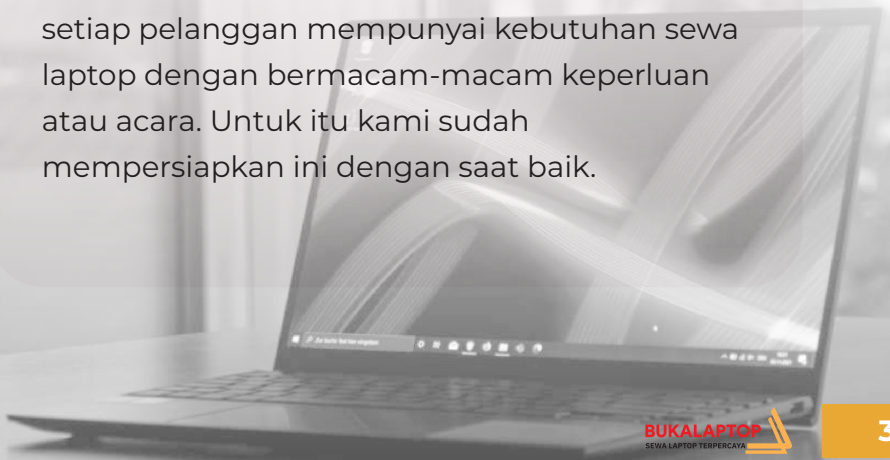 setiap pelanggan mempunyai kebutuhan sewa
laptop dengan bermacam-macam keperluan
atau acara. Untuk itu kami sudah
mempersiapkan ini dengan saat baik.
BUKALAPTOP
SEWA LAPTOP TERPERCAYA
3